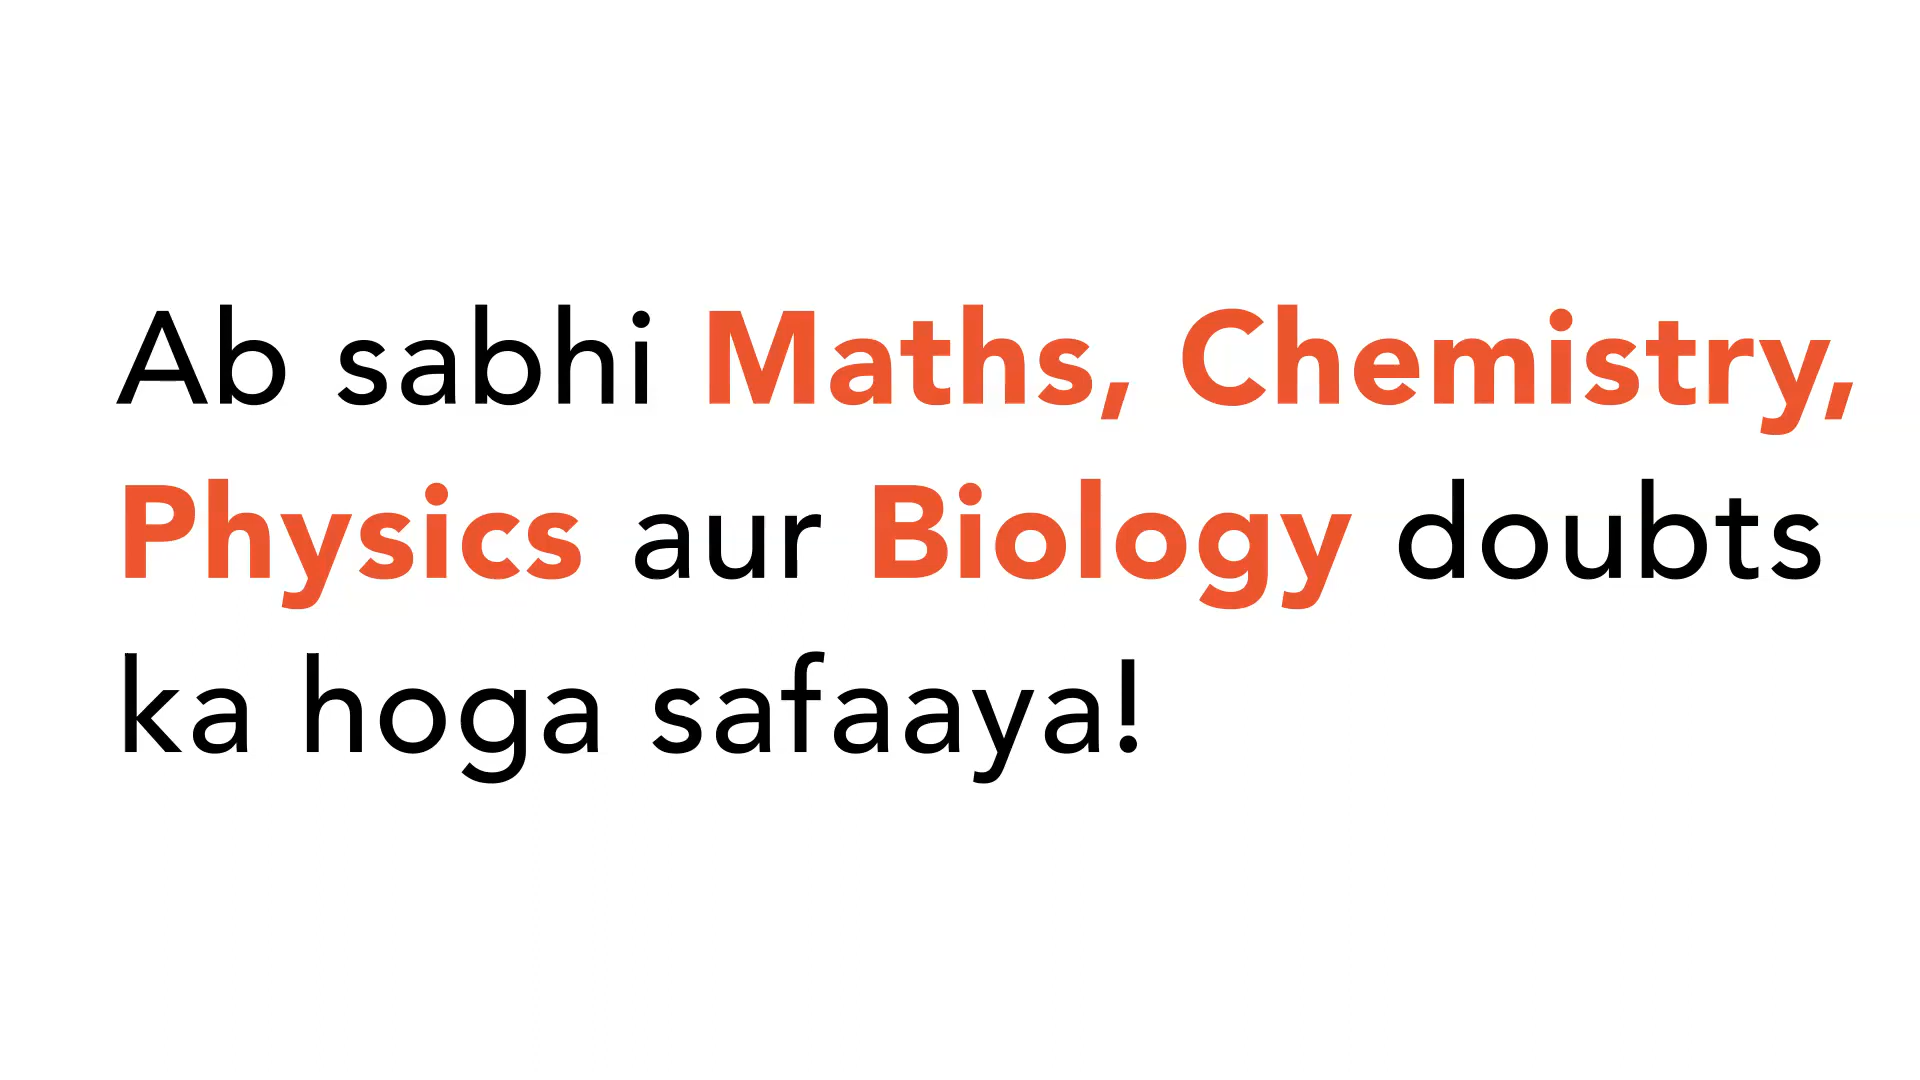 Ab sabhi Maths, Chemistry,
Physics aur Biology doubts
ka hoga safaaya!